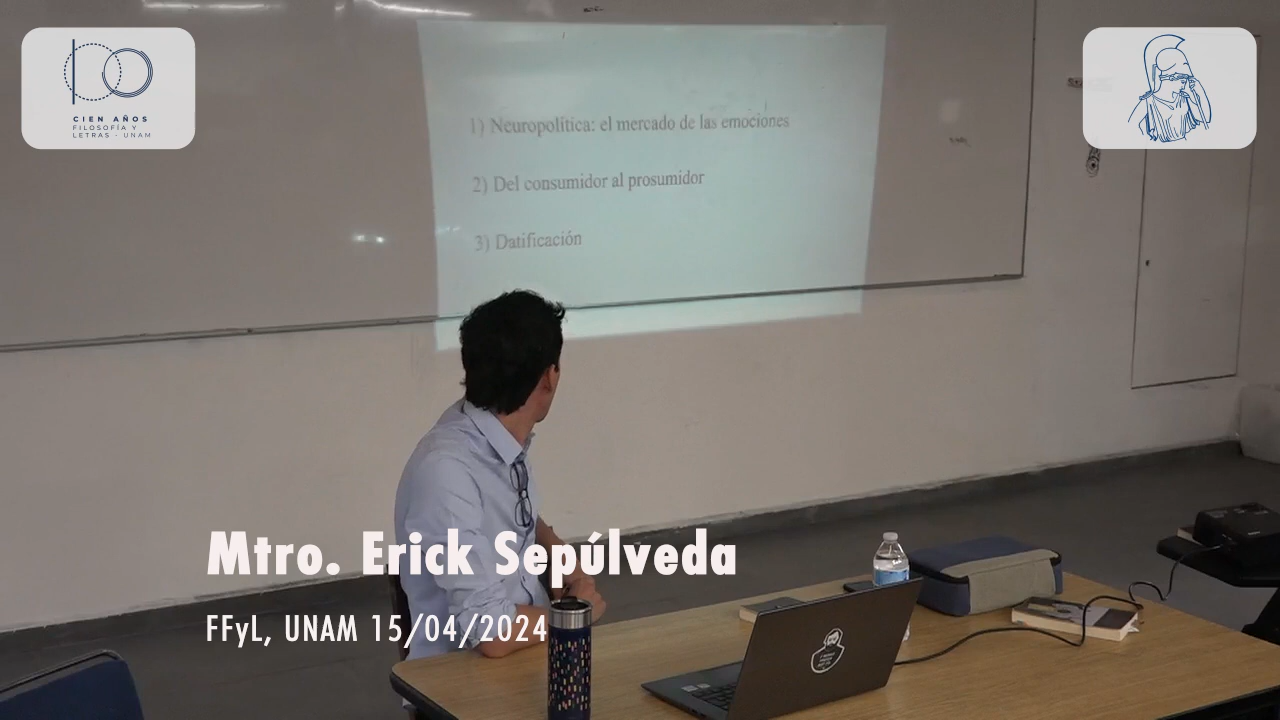 CIEN AÑOS
FILOSOFÍA Y
LETRAS - UNAM
1) Neuropolítica: el mercado de las emociones
2) Del consumidor al prosumidor
3) Datificación
Mtro. Erick Sepúlveda
FFyL, UNAM 15/04/2024